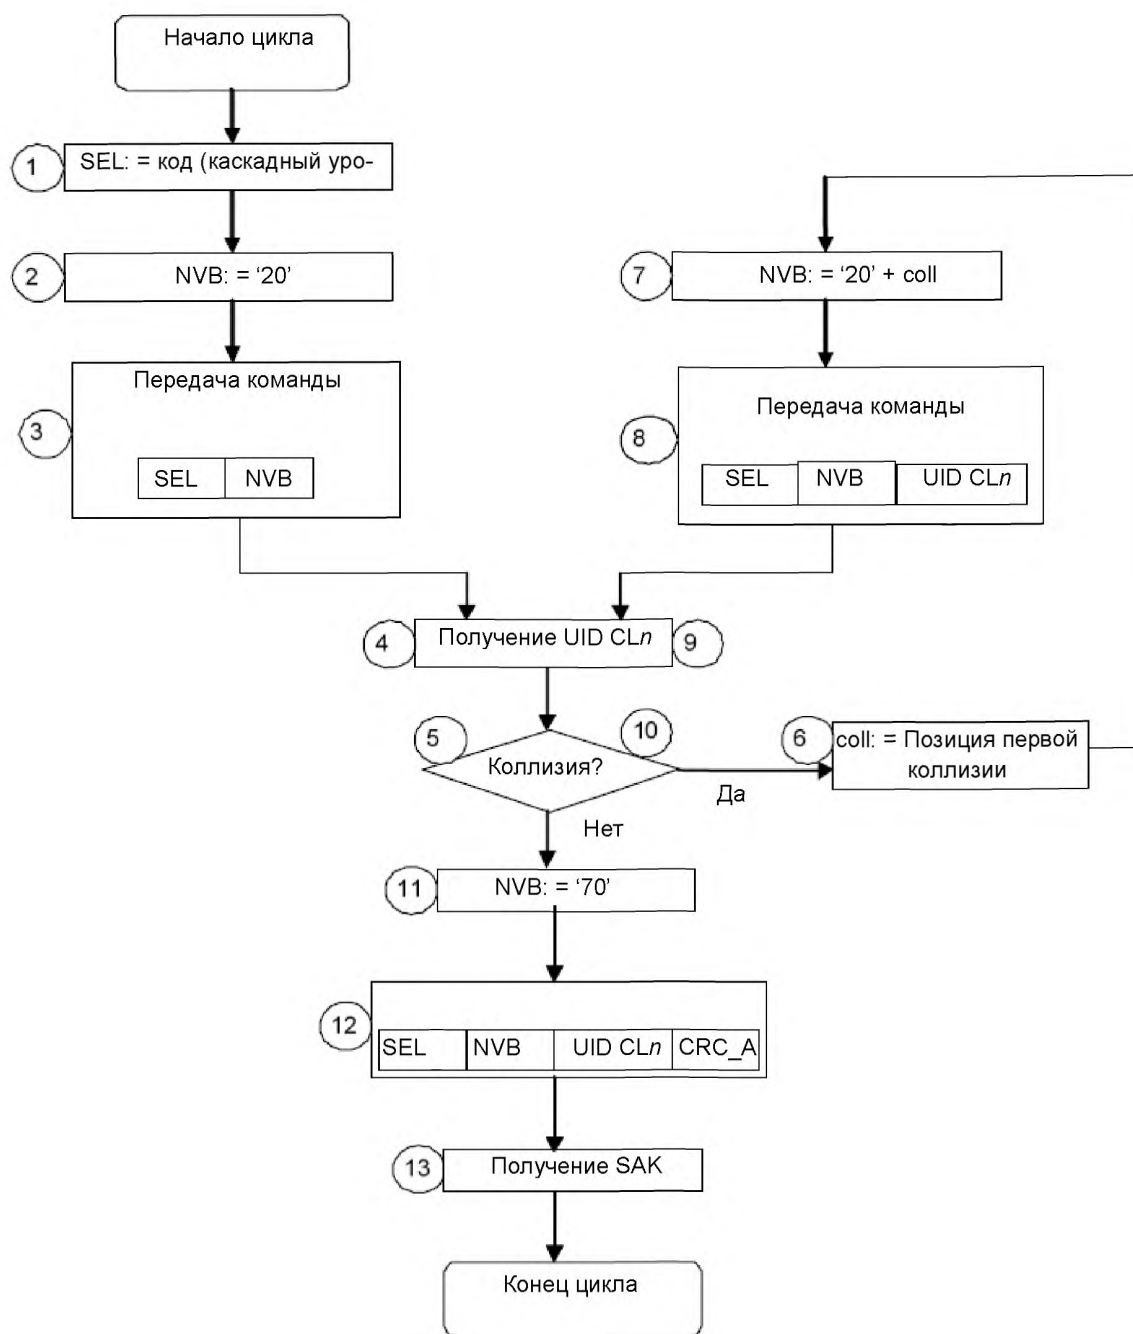 Начало цикла
1
SEL: = код (каскадный уро-
2
NVB: = ‘20’
3
Передача команды
SEL NVB
7
NVB: = ‘20’ + coll
8
Передача команды
SEL NVB UID CLn
4
Получение UID CLn
9
5
Коллизия?
10
Да
Нет
6
coll: = Позиция первой
коллизии
11
NVB: = ‘70’
12
SEL NVB UID CLn CRC_A
13
Получение SAK
Конец цикла